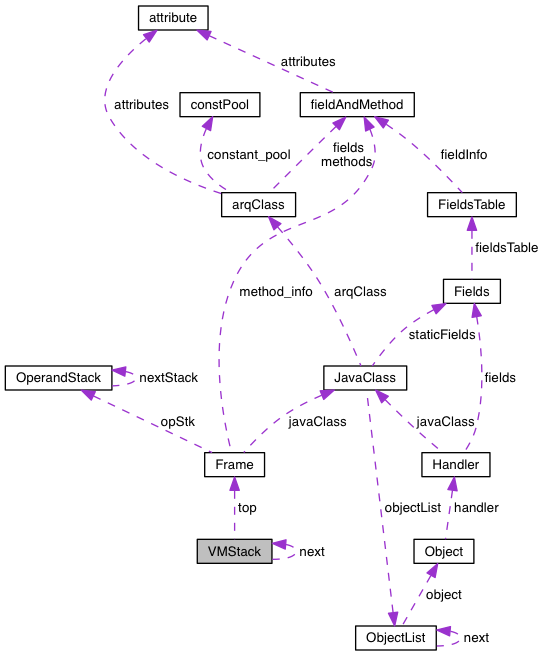 attribute
attributes
constPool
fieldAndMethod
attributes
constant_pool
fields
methods
fieldInfo
arqClass
FieldsTable
fieldsTable
method_info
arqClass
Fields
staticFields
OperandStack
nextStack
JavaClass
fields
opStk
javaClass
javaClass
Frame
Handler
top
objectList
handler
VMStack
next
Object
object
ObjectList
next